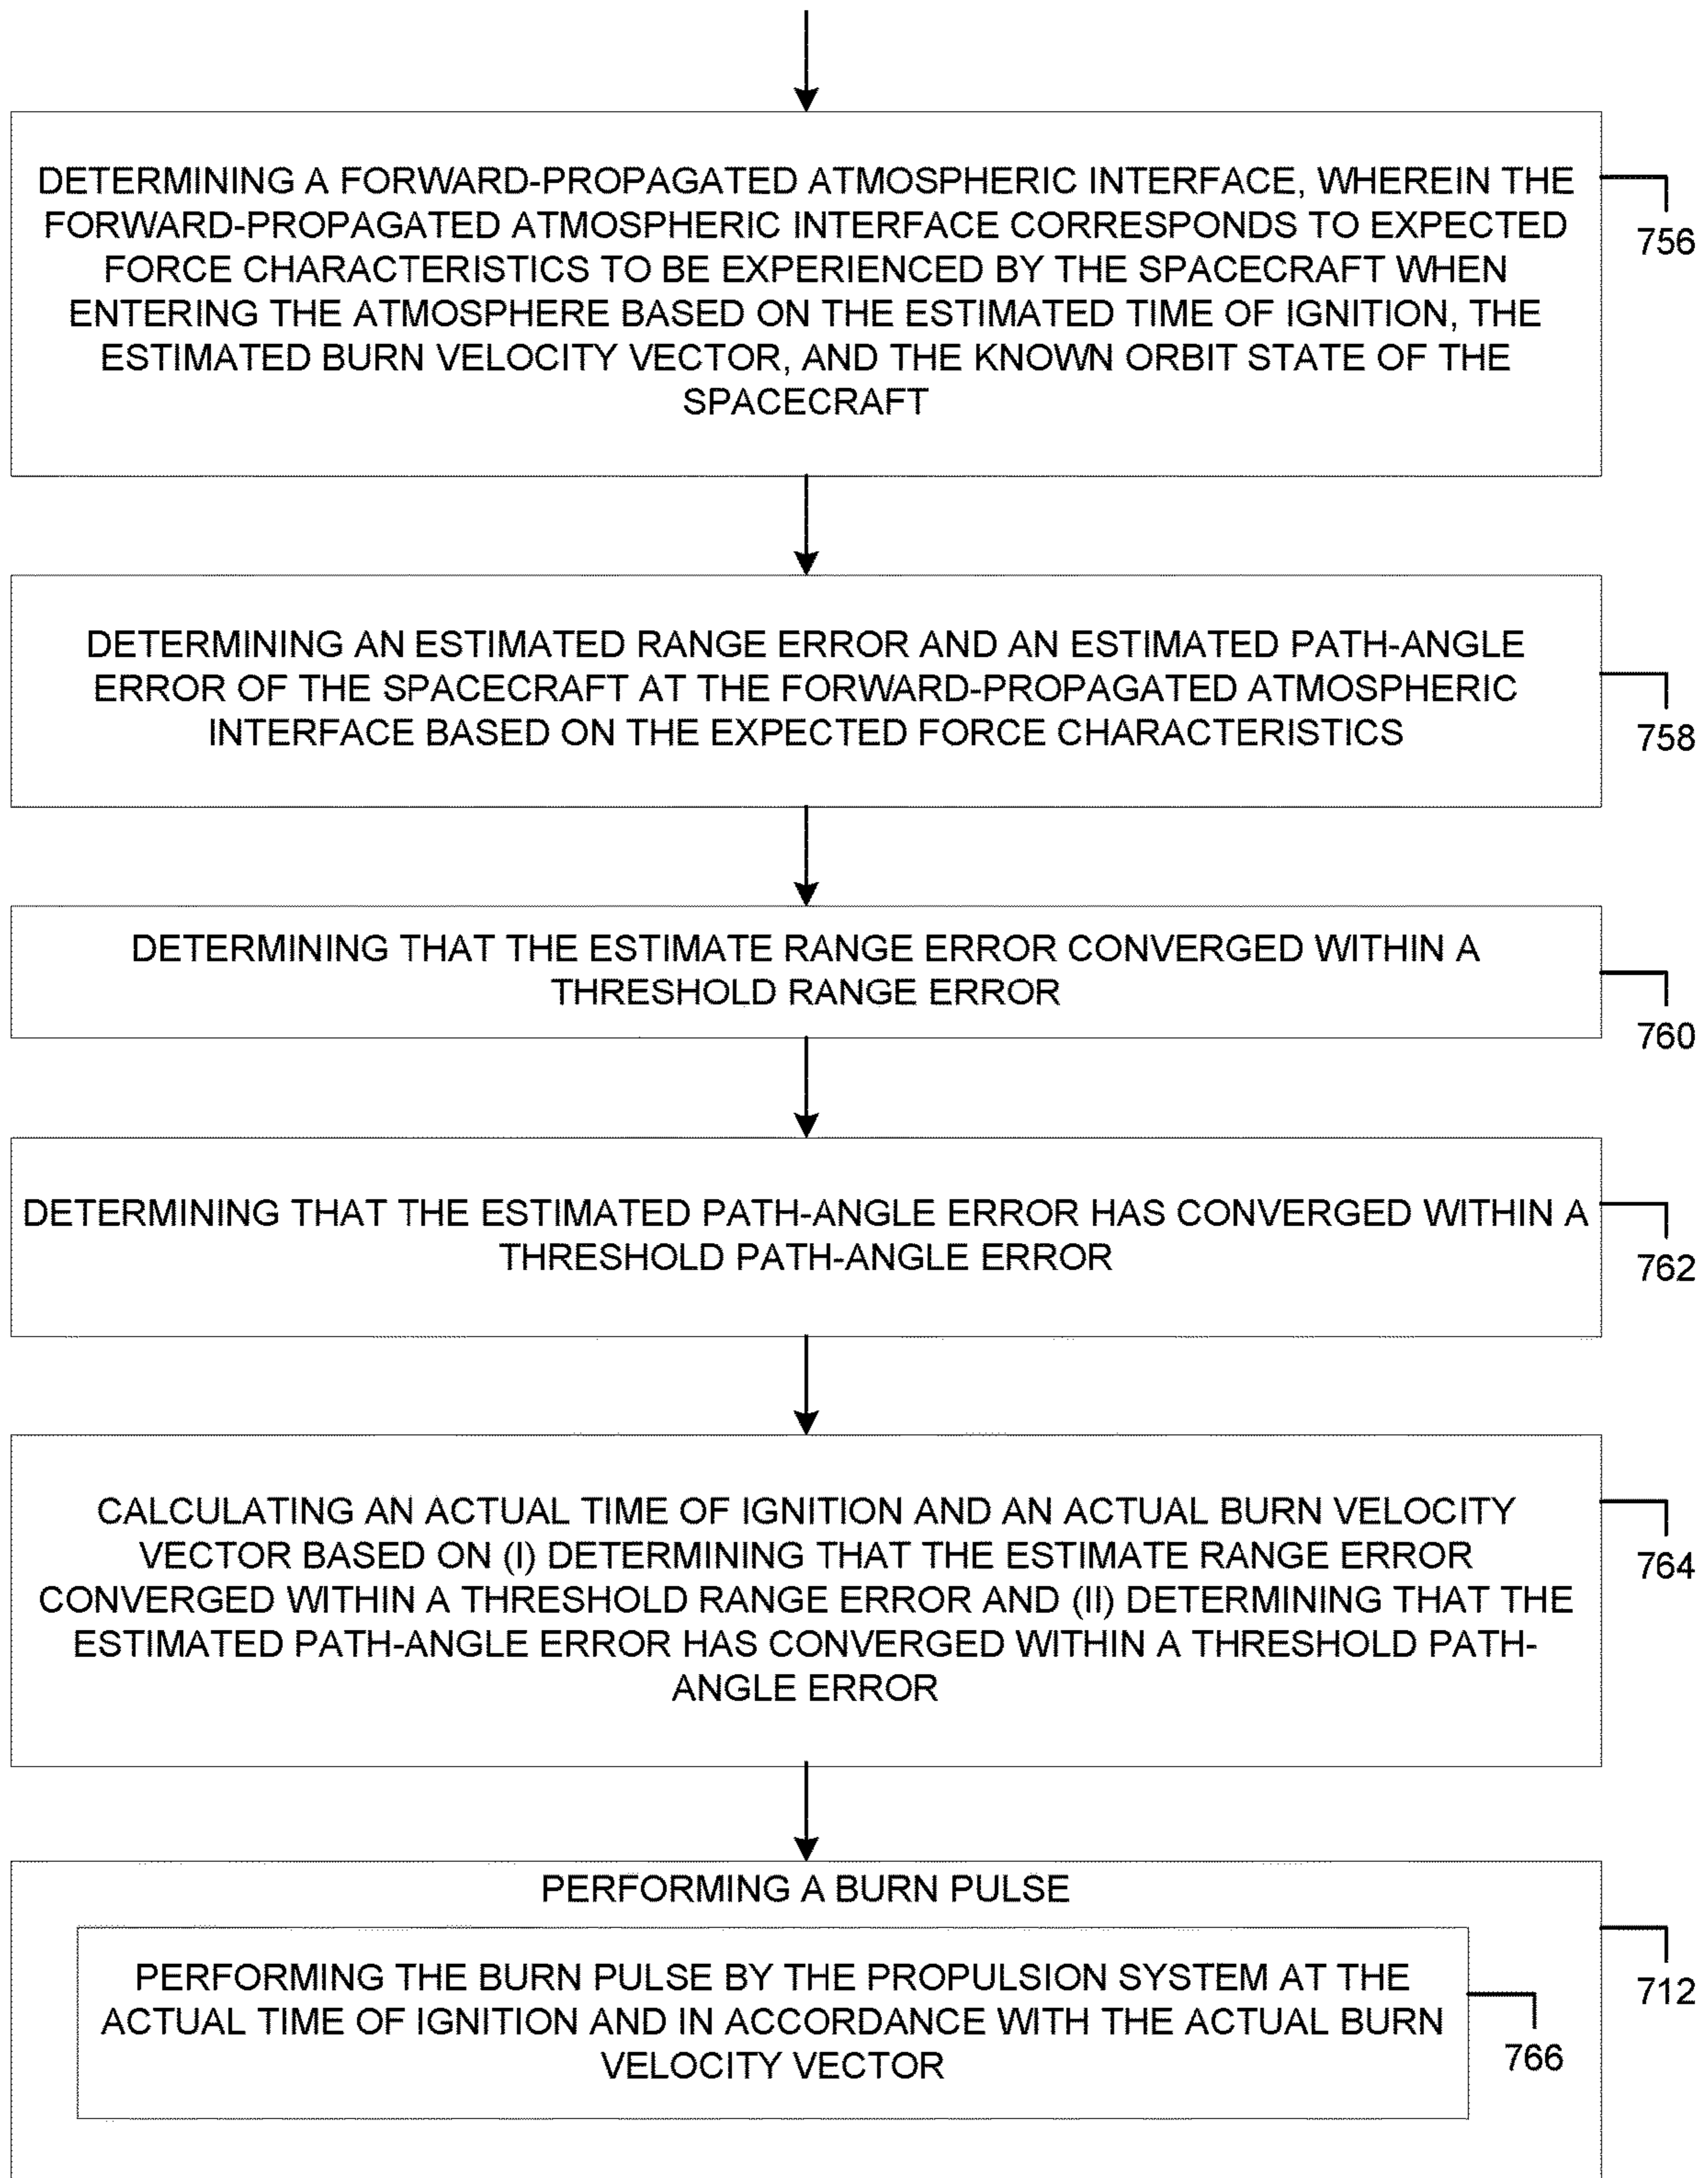 DETERMINING A FORWARD-PROPAGATED ATMOSPHERIC INTERFACE, WHEREIN THE
FORWARD-PROPAGATED ATMOSPHERIC INTERFACE CORRESPONDS TO EXPECTED
FORCE CHARACTERISTICS TO BE EXPERIENCED BY THE SPACECRAFT WHEN
ENTERING THE ATMOSPHERE BASED ON THE ESTIMATED TIME OF IGNITION, THE
ESTIMATED BURN VELOCITY VECTOR, AND THE KNOWN ORBIT STATE OF THE
SPACECRAFT
756
DETERMINING AN ESTIMATED RANGE ERROR AND AN ESTIMATED PATH-ANGLE
ERROR OF THE SPACECRAFT AT THE FORWARD-PROPAGATED ATMOSPHERIC
INTERFACE BASED ON THE EXPECTED FORCE CHARACTERISTICS
758
DETERMINING THAT THE ESTIMATE RANGE ERROR CONVERGED WITHIN A
THRESHOLD RANGE ERROR
760
DETERMINING THAT THE ESTIMATED PATH-ANGLE ERROR HAS CONVERGED WITHIN A
THRESHOLD PATH-ANGLE ERROR
762
CALCULATING AN ACTUAL TIME OF IGNITION AND AN ACTUAL BURN VELOCITY
VECTOR BASED ON (I) DETERMINING THAT THE ESTIMATE RANGE ERROR
CONVERGED WITHIN A THRESHOLD RANGE ERROR AND (II) DETERMINING THAT THE
ESTIMATED PATH-ANGLE ERROR HAS CONVERGED WITHIN A THRESHOLD PATH-
ANGLE ERROR
764
PERFORMING A BURN PULSE
712
PERFORMING THE BURN PULSE BY THE PROPULSION SYSTEM AT THE
ACTUAL TIME OF IGNITION AND IN ACCORDANCE WITH THE ACTUAL BURN
VELOCITY VECTOR
766